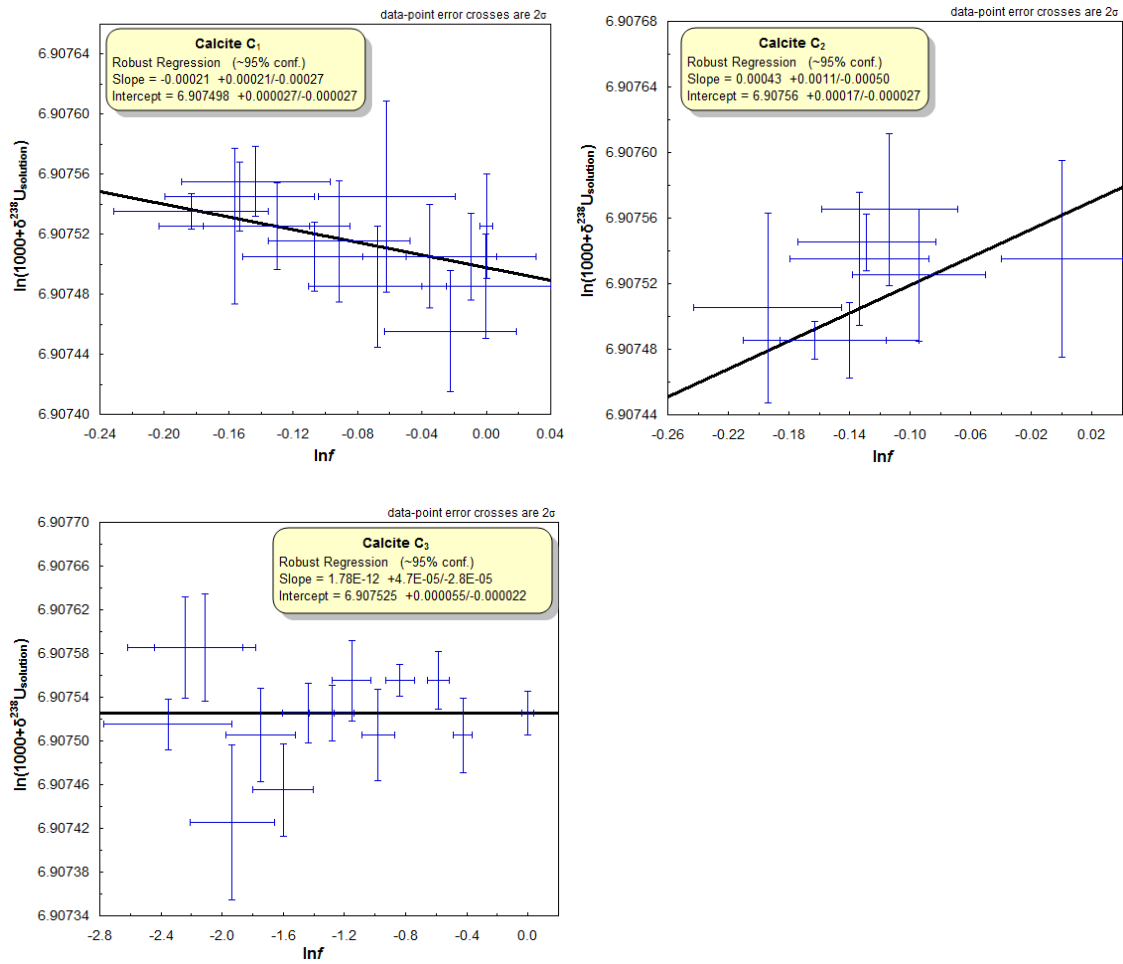 data-point error crosses are 2σ
Calcite C₁
Robust Regression (~95% conf.)
Slope = -0.00021 +0.00021/-0.00027
Intercept = 6.907498 +0.000027/-0.000027
ln(1000+δ²³⁸U solution)
6.90764
6.90760
6.90756
6.90752
6.90748
6.90744
6.90740
-0.24 -0.20 -0.16 -0.12 -0.08 -0.04 0.00 0.04
lnf
data-point error crosses are 2σ
Calcite C₂
Robust Regression (~95% conf.)
Slope = 0.00043 +0.0011/-0.00050
Intercept = 6.90756 +0.00017/-0.000027
ln(1000+δ²³⁸U solution)
6.90768
6.90764
6.90760
6.90756
6.90752
6.90748
6.90744
-0.26 -0.22 -0.18 -0.14 -0.10 -0.06 -0.02 0.02
lnf
data-point error crosses are 2σ
Calcite C₃
Robust Regression (~95% conf.)
Slope = 1.78E-12 +4.7E-05/-2.8E-05
Intercept = 6.907525 +0.000055/-0.000022
ln(1000+δ²³⁸U solution)
6.90770
6.90766
6.90762
6.90758
6.90754
6.90750
6.90746
6.90742
6.90738
6.90734
-2.8 -2.4 -2.0 -1.6 -1.2 -0.8 -0.4 0.0
lnf